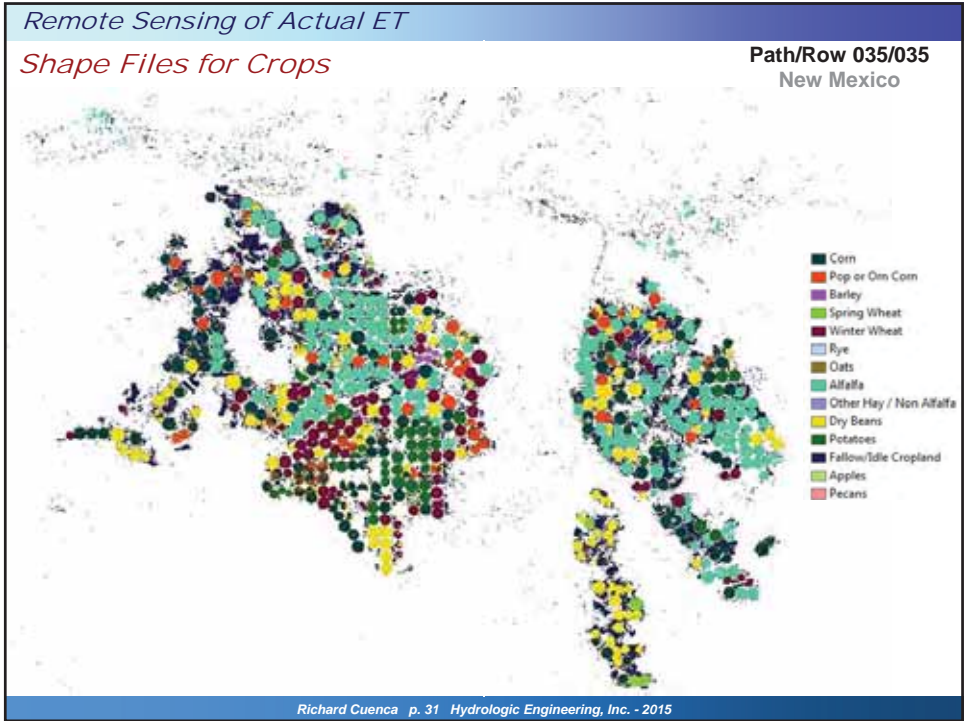 Remote Sensing of Actual ET
Shape Files for Crops
Path/Row 035/035
New Mexico
Corn
Pop or Orn Corn
Barley
Spring Wheat
Winter Wheat
Rye
Oats
Alfalfa
Other Hay / Non Alfalfa
Dry Beans
Potatoes
Fallow/Idle Cropland
Apples
Pecans
Richard Cuenca p. 31 Hydrologic Engineering, Inc. - 2015